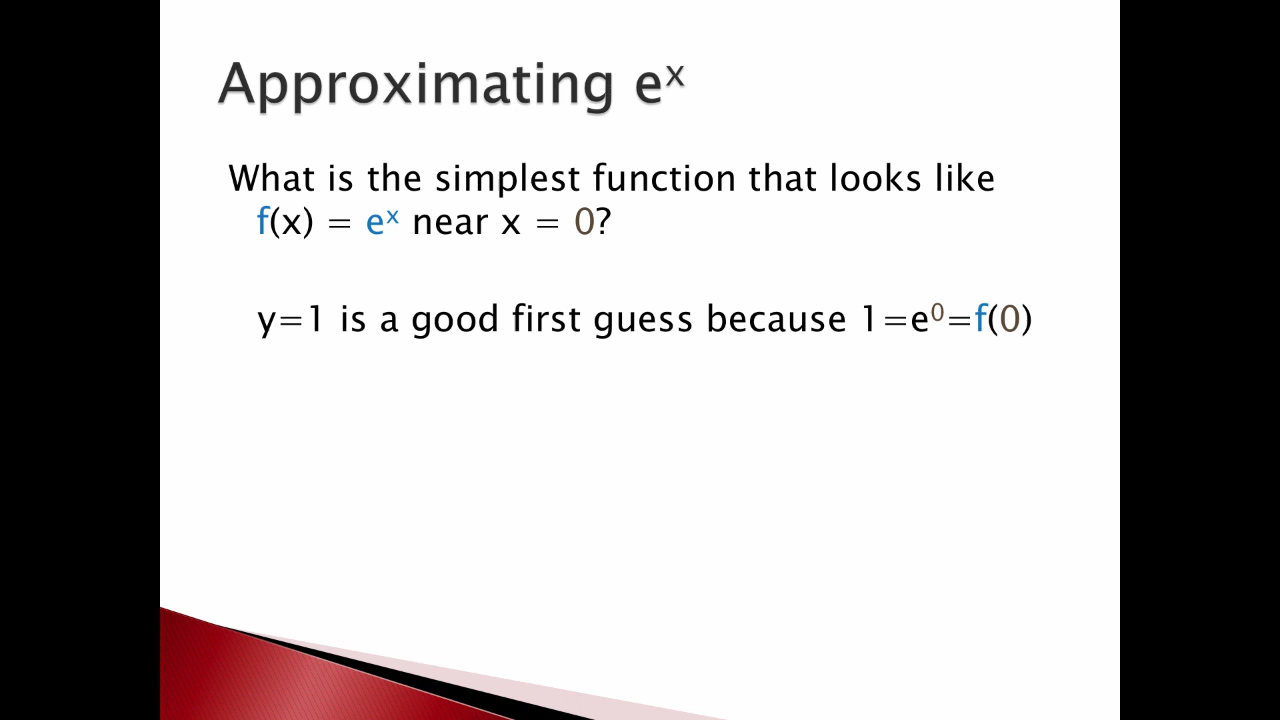 Approximating eˣ
What is the simplest function that looks like
f(x) = eˣ near x = 0?
y=1 is a good first guess because 1=e⁰=f(0)